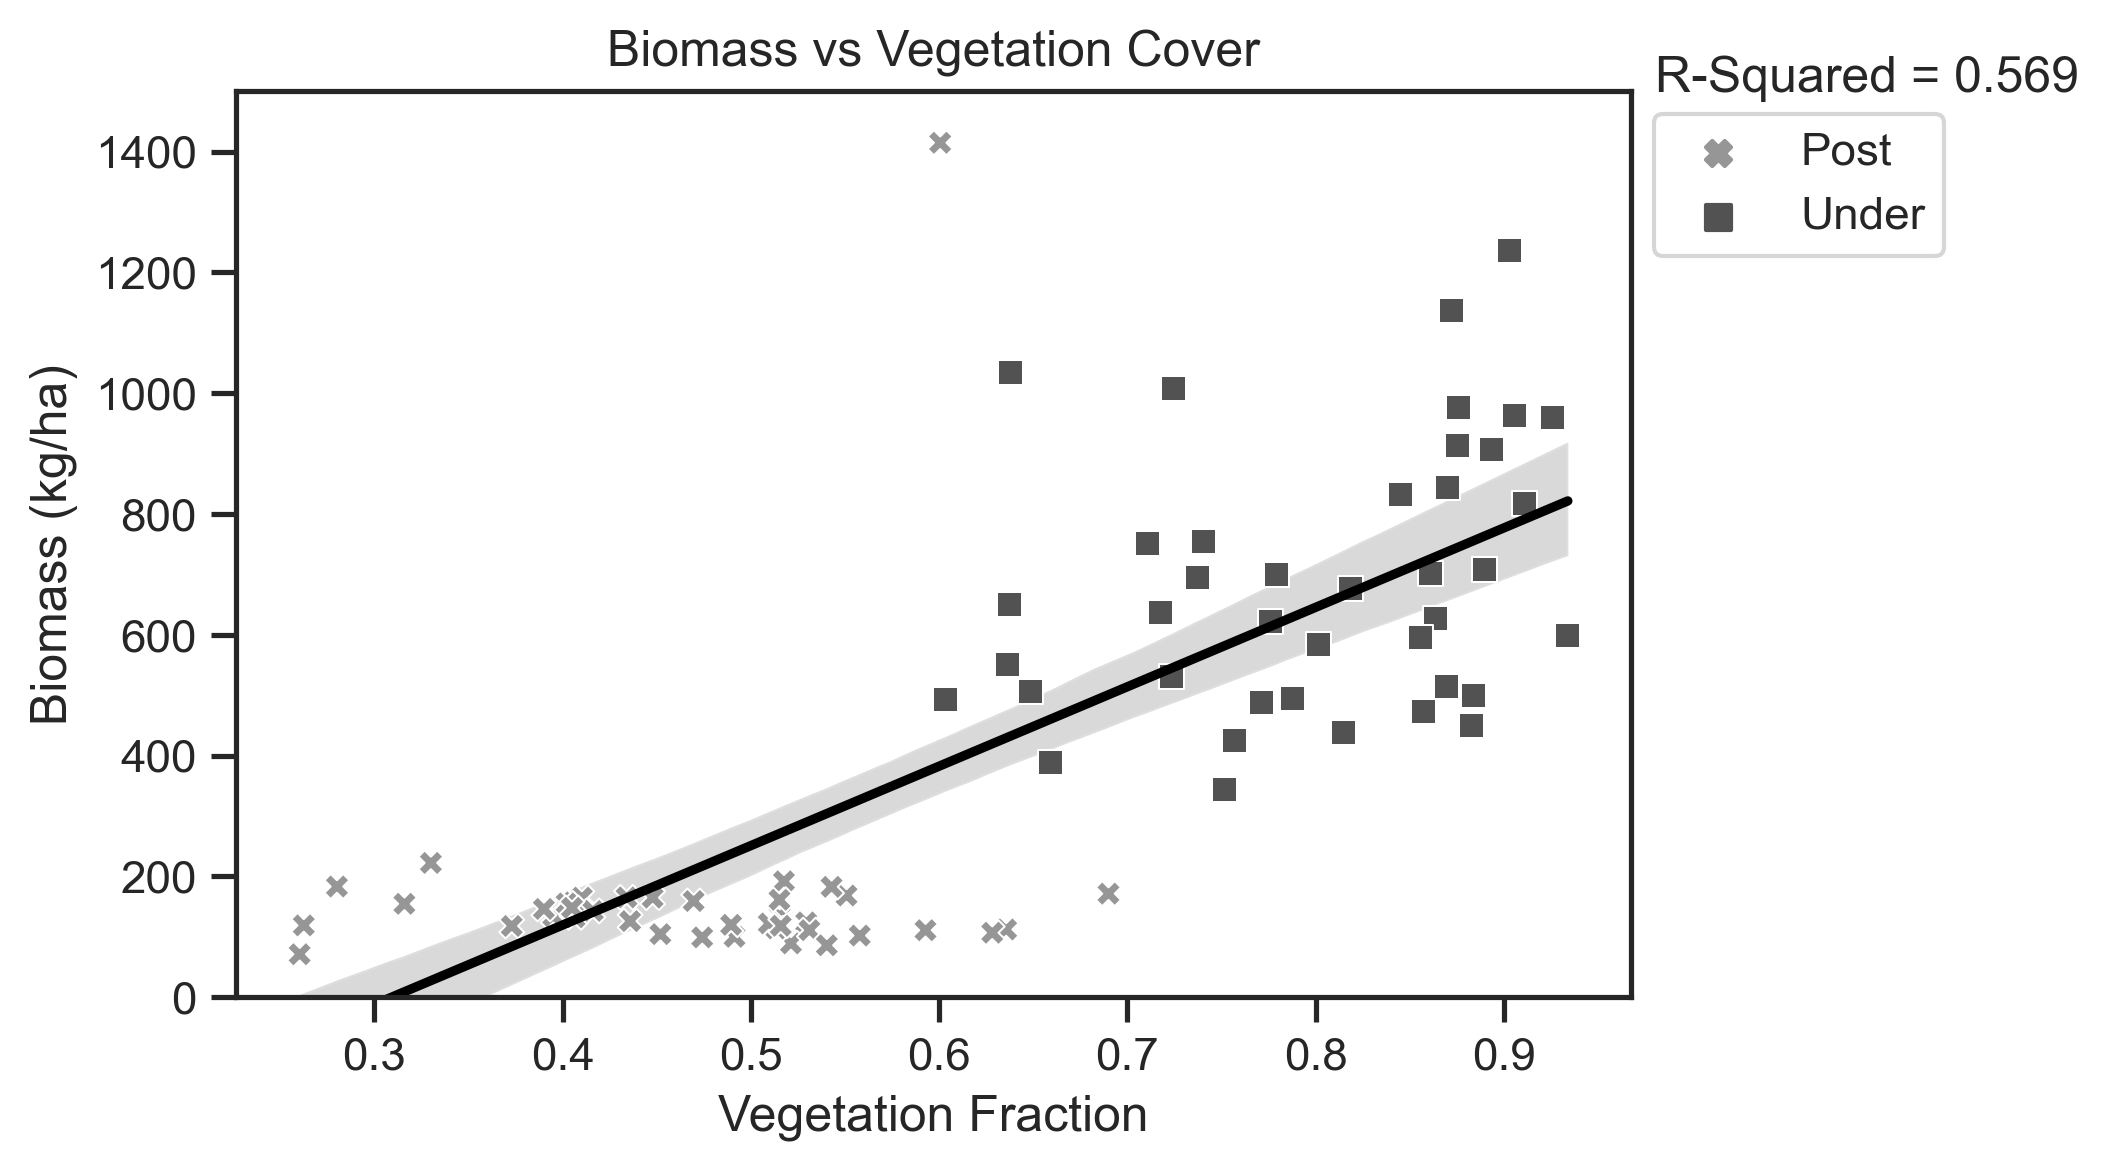 Biomass vs Vegetation Cover
R-Squared = 0.569
Post
Under
Biomass (kg/ha)
1400
1200
1000
800
600
400
200
0
0.3 0.4 0.5 0.6 0.7 0.8 0.9
Vegetation Fraction